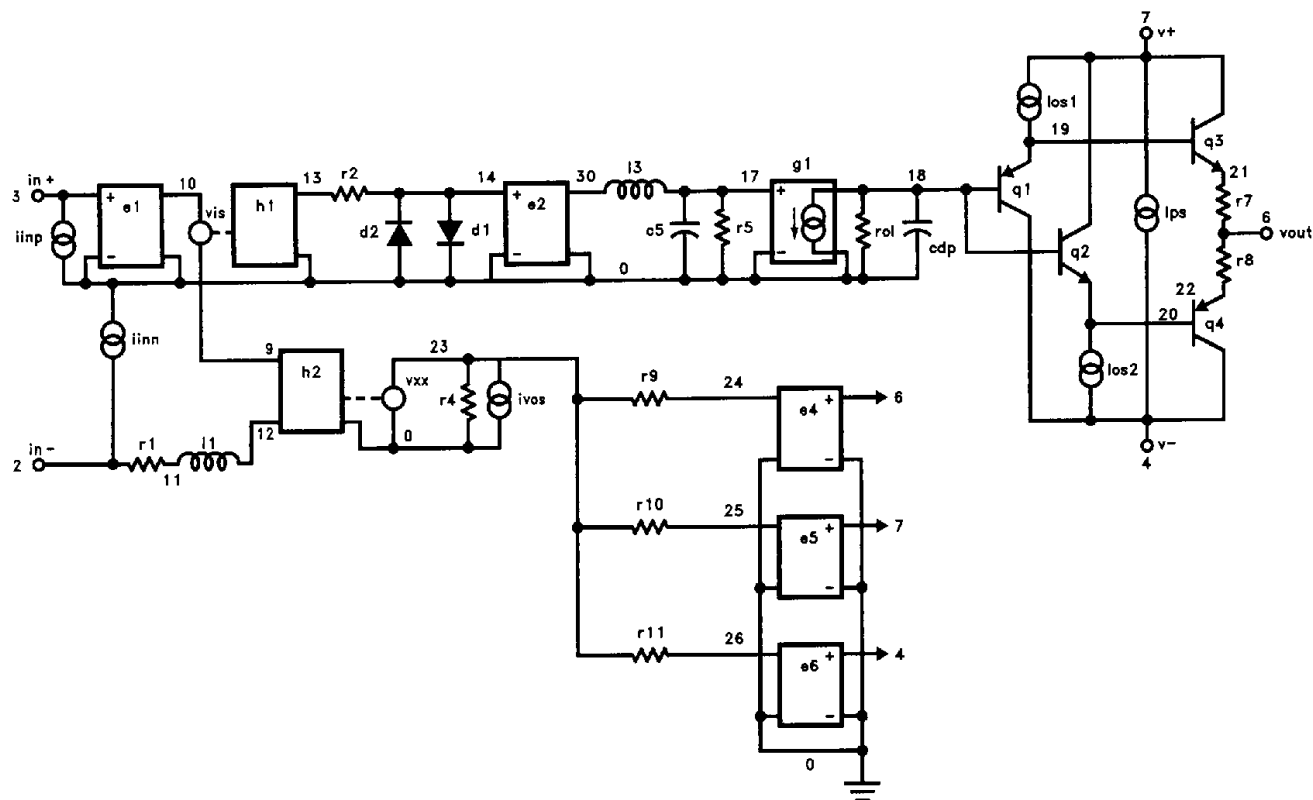 7
v+
Ios1
19
q3
in+
3
10
e1
+
−
vis
h1
13
r2
14
+
−
e2
30
l3
17
g1
+
−
18
q1
21
r7
6
vout
r8
iinp
d2
d1
c5
r5
rol
cdp
q2
Ips
0
22
q4
20
Ios2
iinn
9
h2
23
vxx
r4
ivos
0
12
in-
2
r1
11
l1
v-
4
r9
24
+
e4
−
6
r10
25
+
e5
−
7
r11
26
+
e6
−
4
0